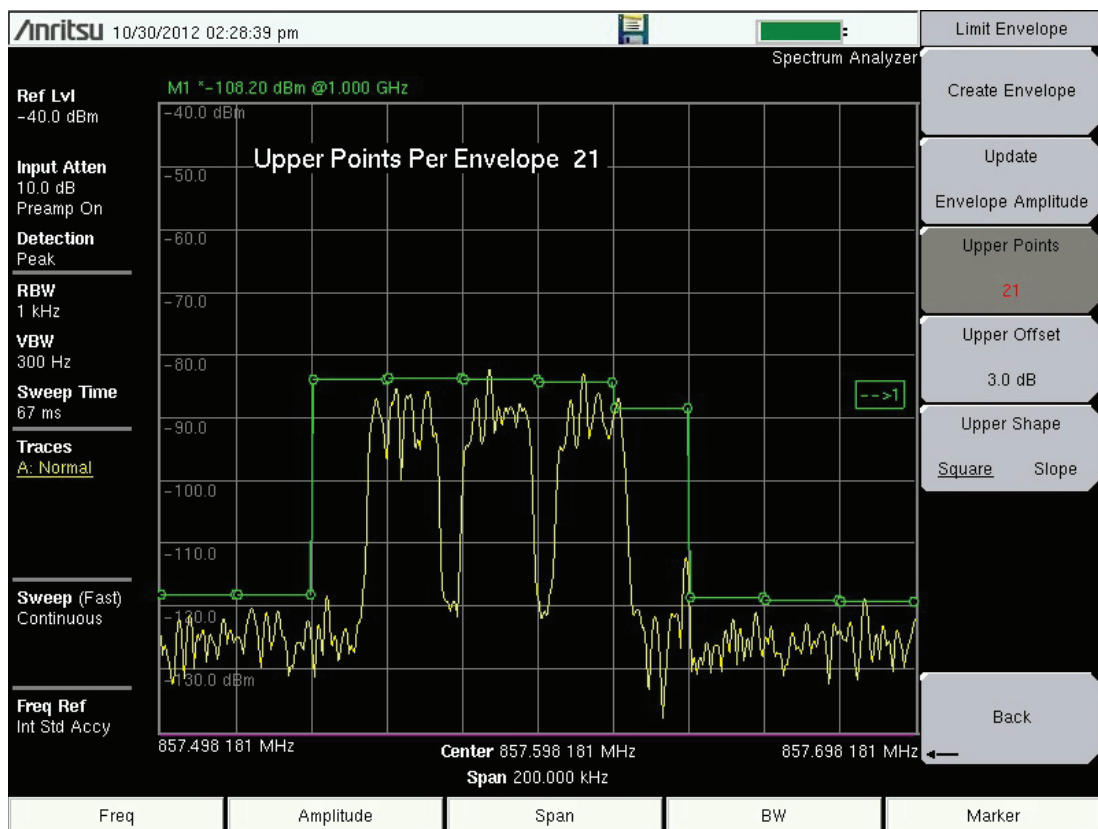 Anritsu 10/30/2012 02:28:39 pm
Spectrum Analyzer
M1 *-108.20 dBm @1.000 GHz
Ref Lvl
-40.0 dBm
Input Atten
10.0 dB
Preamp On
Detection
Peak
RBW
1 kHz
VBW
300 Hz
Sweep Time
67 ms
Traces
A: Normal
Sweep (Fast)
Continuous
Freq Ref
Int Std Accy
-40.0 dBm
Upper Points Per Envelope 21
-50.0
-60.0
-70.0
-80.0
-90.0
-100.0
-110.0
-120.0
-130.0 dBm
-->1
857.498 181 MHz
Center 857.598 181 MHz
857.698 181 MHz
Span 200.000 kHz
Limit Envelope
Create Envelope
Update
Envelope Amplitude
Upper Points
21
Upper Offset
3.0 dB
Upper Shape
Square Slope
Back
Freq Amplitude Span BW Marker